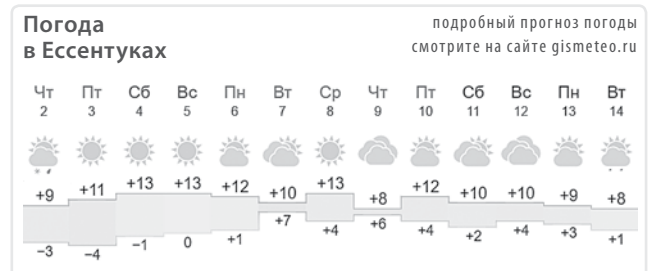 Погода
в Ессентуках
подробный прогноз погоды
смотрите на сайте gismeteo.ru
Чт Пт Сб Вс Пн Вт Ср Чт Пт Сб Вс Пн Вт
2 3 4 5 6 7 8 9 10 11 12 13 14
+9 +11 +13 +13 +12 +10 +13 +8 +12 +10 +10 +9 +8
−3 −4 −1 0 +1 +7 +4 +6 +4 +2 +4 +3 +1